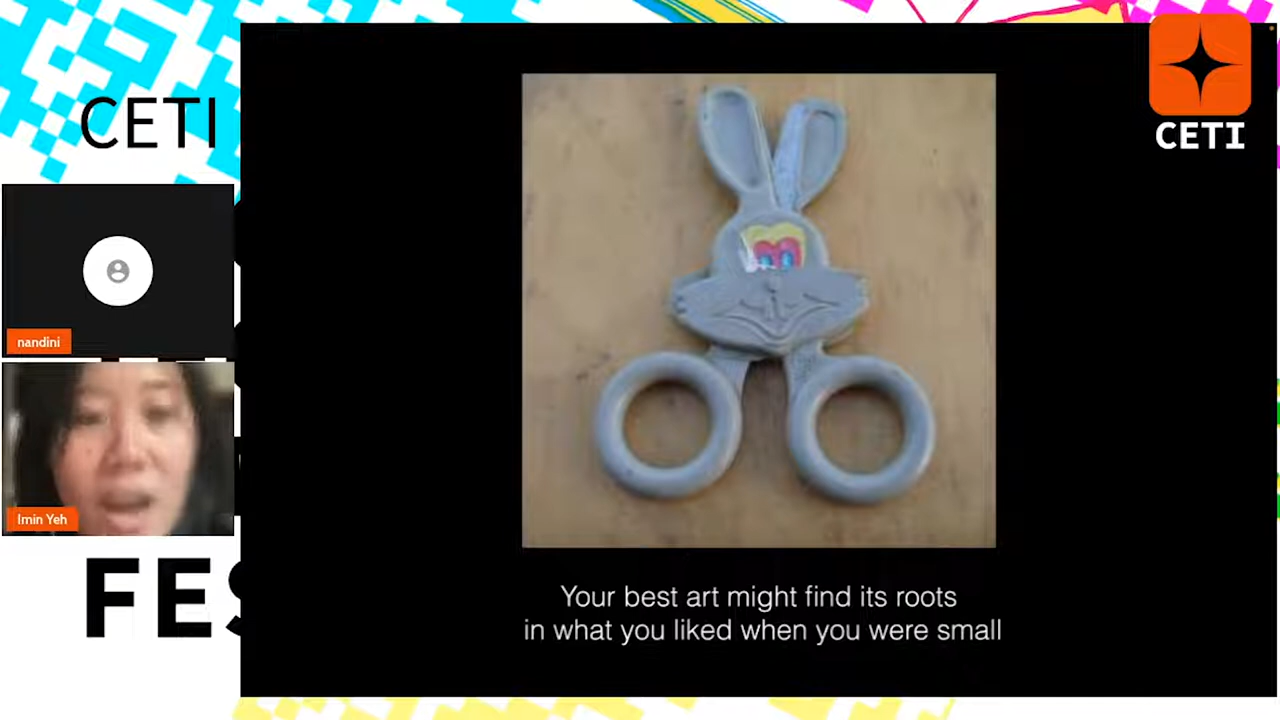 CETI
CETI
nandini
Imin Yeh
FES
Your best art might find its roots
in what you liked when you were small